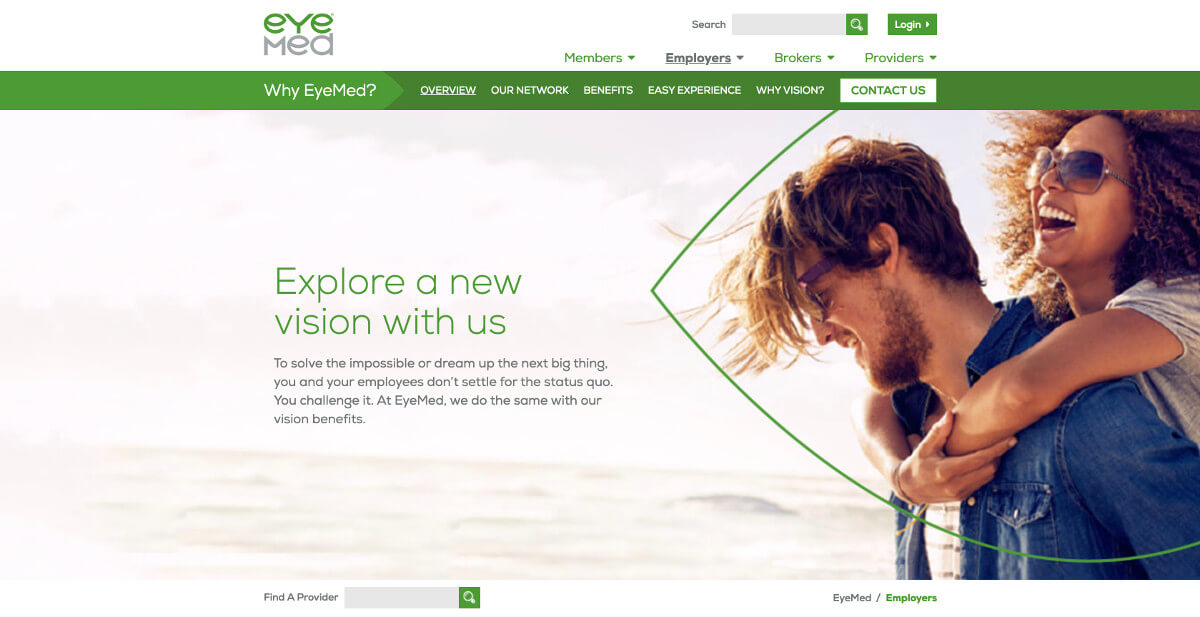 eye
med
Search
Login
Members
Employers
Brokers
Providers
Why EyeMed?
OVERVIEW
OUR NETWORK
BENEFITS
EASY EXPERIENCE
WHY VISION?
CONTACT US
Explore a new
vision with us
To solve the impossible or dream up the next big thing,
you and your employees don't settle for the status quo.
You challenge it. At EyeMed, we do the same with our
vision benefits.
Find A Provider
EyeMed / Employers